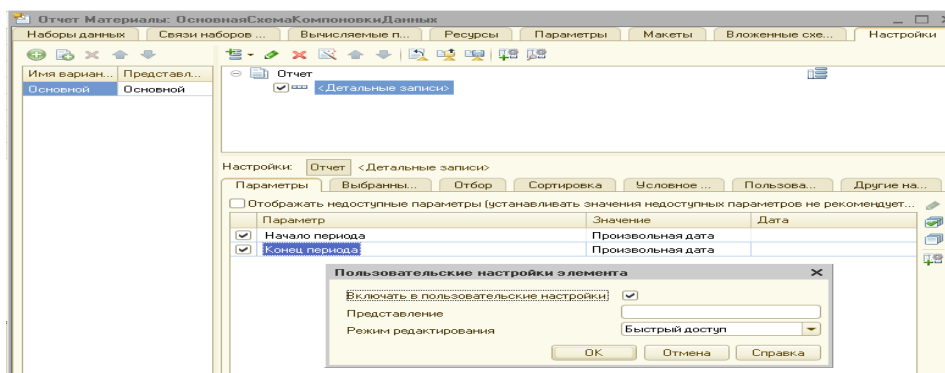 Отчет Материалы: ОсновнаяСхемаКомпоновкиДанных
Наборы данных Связи наборов ... Вычисляемые п... Ресурсы Параметры Макеты Вложенные схе... Настройки
Имя вариан... Представл...
Основной Основной
Отчет
<Детальные записи>
Настройки: Отчет <Детальные записи>
Параметры Выбранны... Отбор Сортировка Условное ... Пользова... Другие на...
Отображать недоступные параметры (устанавливать значения недоступных параметров не рекомендует...
Параметр Значение Дата
Начало периода Произвольная дата
Конец периода Произвольная дата
Пользовательские настройки элемента
Включать в пользовательские настройки
Представление
Режим редактирования Быстрый доступ
ОК Отмена Справка